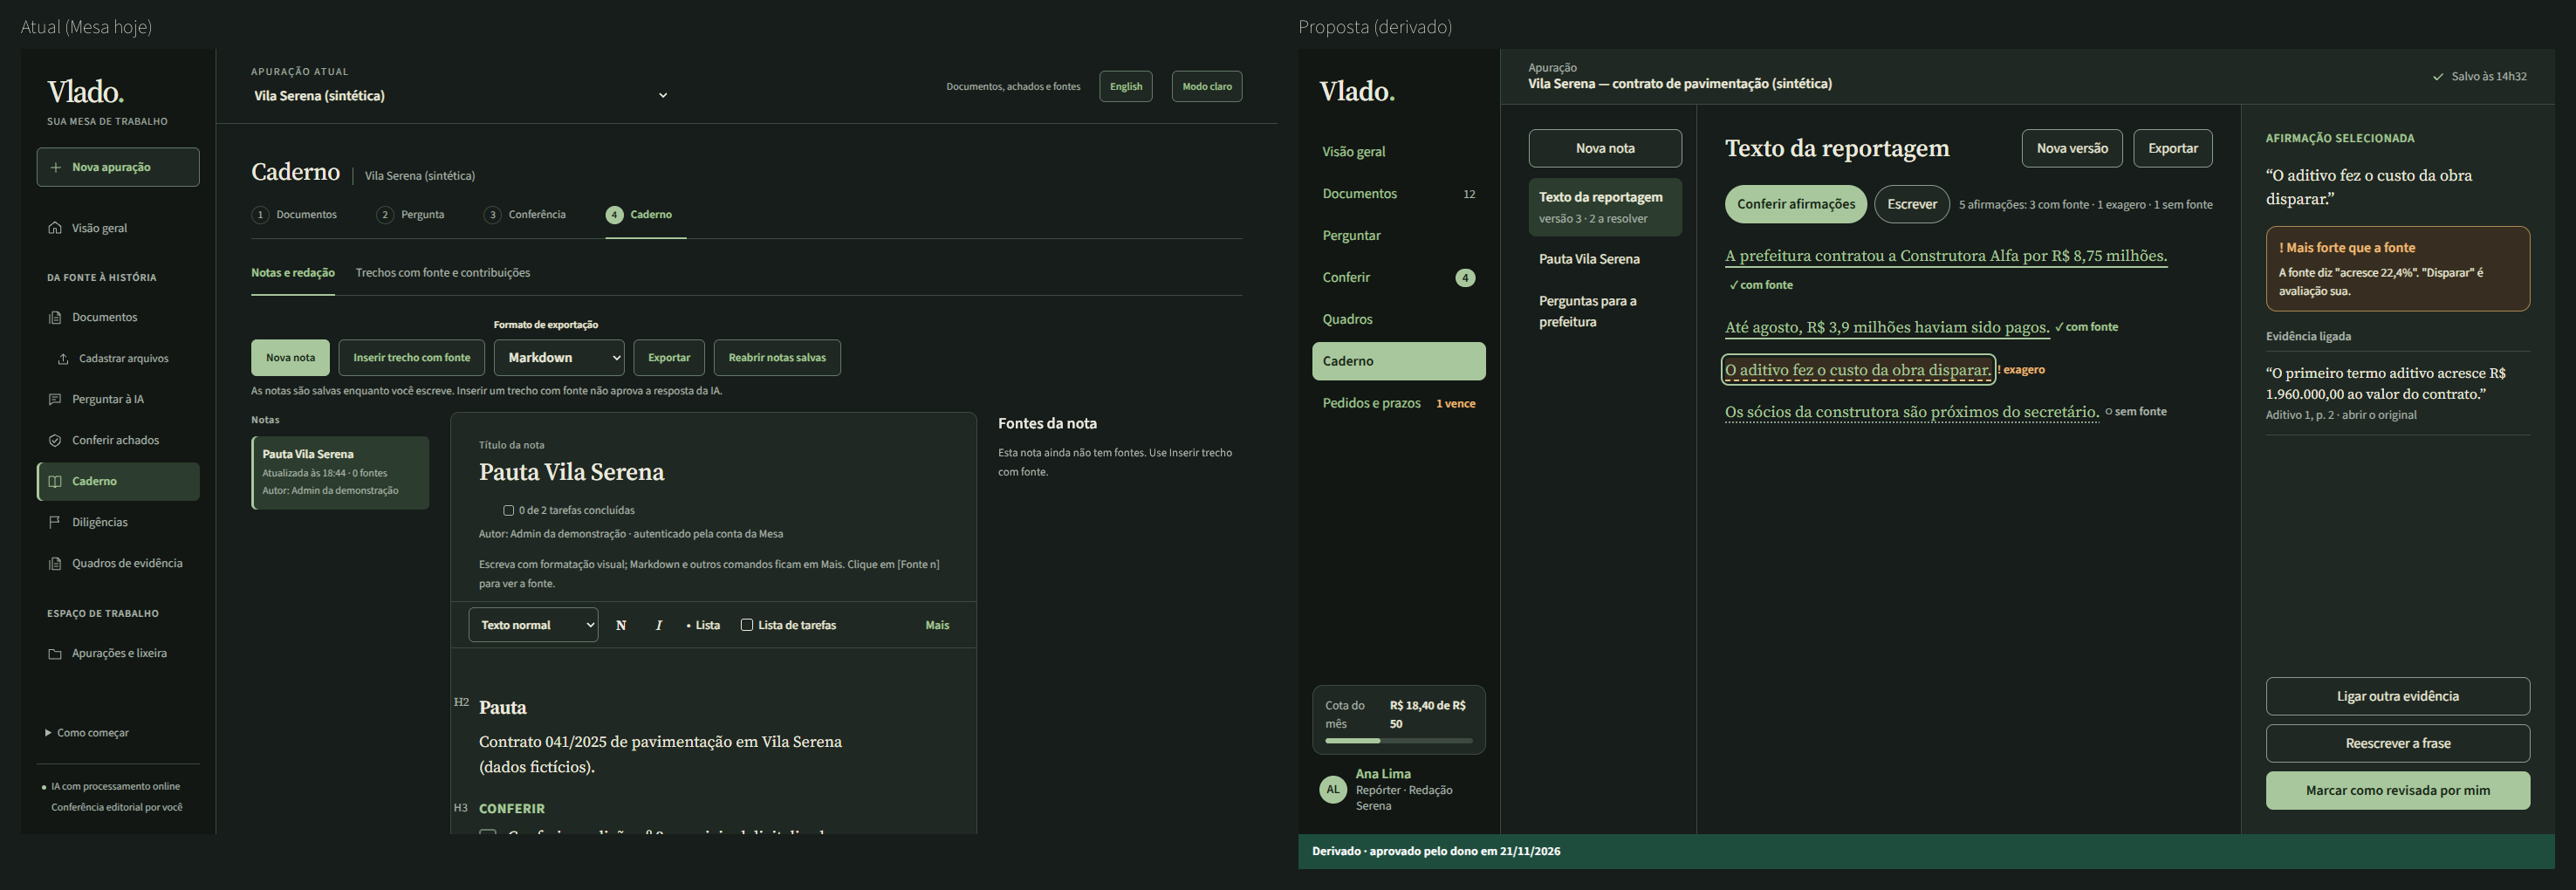 Atual (Mesa hoje)
Vlado.
SUA MESA DE TRABALHO
+ Nova apuração
Visão geral
DA FONTE À HISTÓRIA
Documentos
Cadastrar arquivos
Perguntar à IA
Conferir achados
Caderno
Diligências
Quadros de evidência
ESPAÇO DE TRABALHO
Apurações e lixeira
Como começar
IA com processamento online
Conferência editorial por você
APURAÇÃO ATUAL
Vila Serena (sintética)
Documentos, achados e fontes
English
Modo claro
Caderno | Vila Serena (sintética)
1 Documentos
2 Pergunta
3 Conferência
4 Caderno
Notas e redação
Trechos com fonte e contribuições
Formato de exportação
Nova nota
Inserir trecho com fonte
Markdown
Exportar
Reabrir notas salvas
As notas são salvas enquanto você escreve. Inserir um trecho com fonte não aprova a resposta da IA.
Notas
Pauta Vila Serena
Atualizada às 18:44 · 0 fontes
Autor: Admin da demonstração
Título da nota
Pauta Vila Serena
0 de 2 tarefas concluídas
Autor: Admin da demonstração · autenticado pela conta da Mesa
Escreva com formatação visual; Markdown e outros comandos ficam em Mais. Clique em [Fonte n]
para ver a fonte.
Texto normal
N
I
• Lista
Lista de tarefas
Mais
H2 Pauta
Contrato 041/2025 de pavimentação em Vila Serena
(dados fictícios).
H3 CONFERIR
Fontes da nota
Esta nota ainda não tem fontes. Use Inserir trecho
com fonte.
Proposta (derivado)
Vlado.
Visão geral
Documentos 12
Perguntar
Conferir 4
Quadros
Caderno
Pedidos e prazos 1 vence
Cota do
mês
R$ 18,40 de R$
50
AL
Ana Lima
Repórter · Redação
Serena
Apuração
Vila Serena — contrato de pavimentação (sintética)
✓ Salvo às 14h32
Nova nota
Texto da reportagem
versão 3 · 2 a resolver
Pauta Vila Serena
Perguntas para a
prefeitura
Texto da reportagem
Nova versão
Exportar
Conferir afirmações
Escrever
5 afirmações: 3 com fonte · 1 exagero · 1 sem fonte
A prefeitura contratou a Construtora Alfa por R$ 8,75 milhões.
✓ com fonte
Até agosto, R$ 3,9 milhões haviam sido pagos. ✓ com fonte
O aditivo fez o custo da obra disparar. ! exagero
Os sócios da construtora são próximos do secretário. ○ sem fonte
AFIRMAÇÃO SELECIONADA
“O aditivo fez o custo da obra
disparar.”
! Mais forte que a fonte
A fonte diz "acresce 22,4%". "Disparar" é
avaliação sua.
Evidência ligada
“O primeiro termo aditivo acresce R$
1.960.000,00 ao valor do contrato.”
Aditivo 1, p. 2 · abrir o original
Ligar outra evidência
Reescrever a frase
Marcar como revisada por mim
Derivado · aprovado pelo dono em 21/11/2026